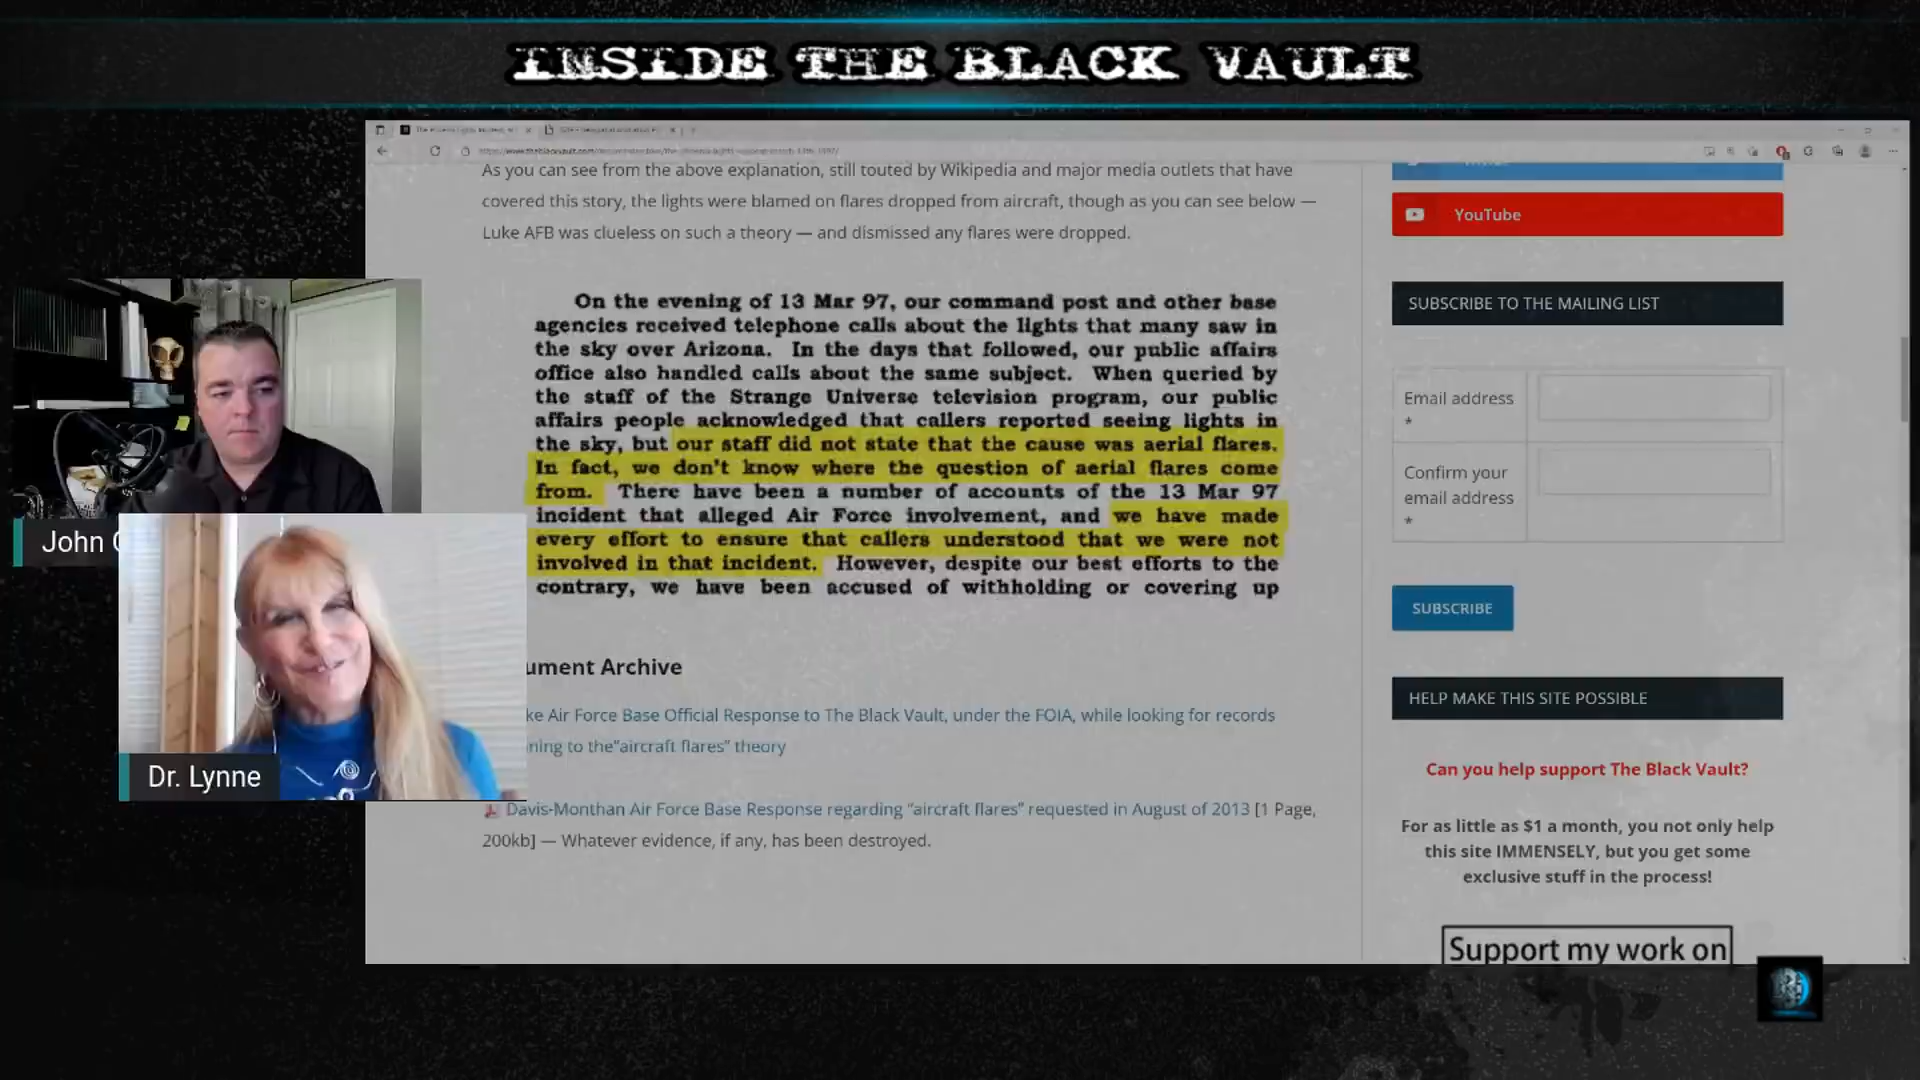 INSIDE THE BLACK VAULT
As you can see from the above explanation, still touted by Wikipedia and major media outlets that have
covered this story, the lights were blamed on flares dropped from aircraft, though as you can see below —
Luke AFB was clueless on such a theory — and dismissed any flares were dropped.
On the evening of 13 Mar 97, our command post and other base
agencies received telephone calls about the lights that many saw in
the sky over Arizona. In the days that followed, our public affairs
office also handled calls about the same subject. When queried by
the staff of the Strange Universe television program, our public
affairs people acknowledged that callers reported seeing lights in
the sky, but our staff did not state that the cause was aerial flares.
In fact, we don't know where the question of aerial flares come
from. There have been a number of accounts of the 13 Mar 97
incident that alleged Air Force involvement, and we have made
every effort to ensure that callers understood that we were not
involved in that incident. However, despite our best efforts to the
contrary, we have been accused of withholding or covering up
ument Archive
ke Air Force Base Official Response to The Black Vault, under the FOIA, while looking for records
ning to the"aircraft flares" theory
Davis-Monthan Air Force Base Response regarding "aircraft flares" requested in August of 2013 [1 Page,
200kb] — Whatever evidence, if any, has been destroyed.
YouTube
SUBSCRIBE TO THE MAILING LIST
Email address
*
Confirm your
email address
*
SUBSCRIBE
HELP MAKE THIS SITE POSSIBLE
Can you help support The Black Vault?
For as little as $1 a month, you not only help
this site IMMENSELY, but you get some
exclusive stuff in the process!
Support my work on
John
Dr. Lynne